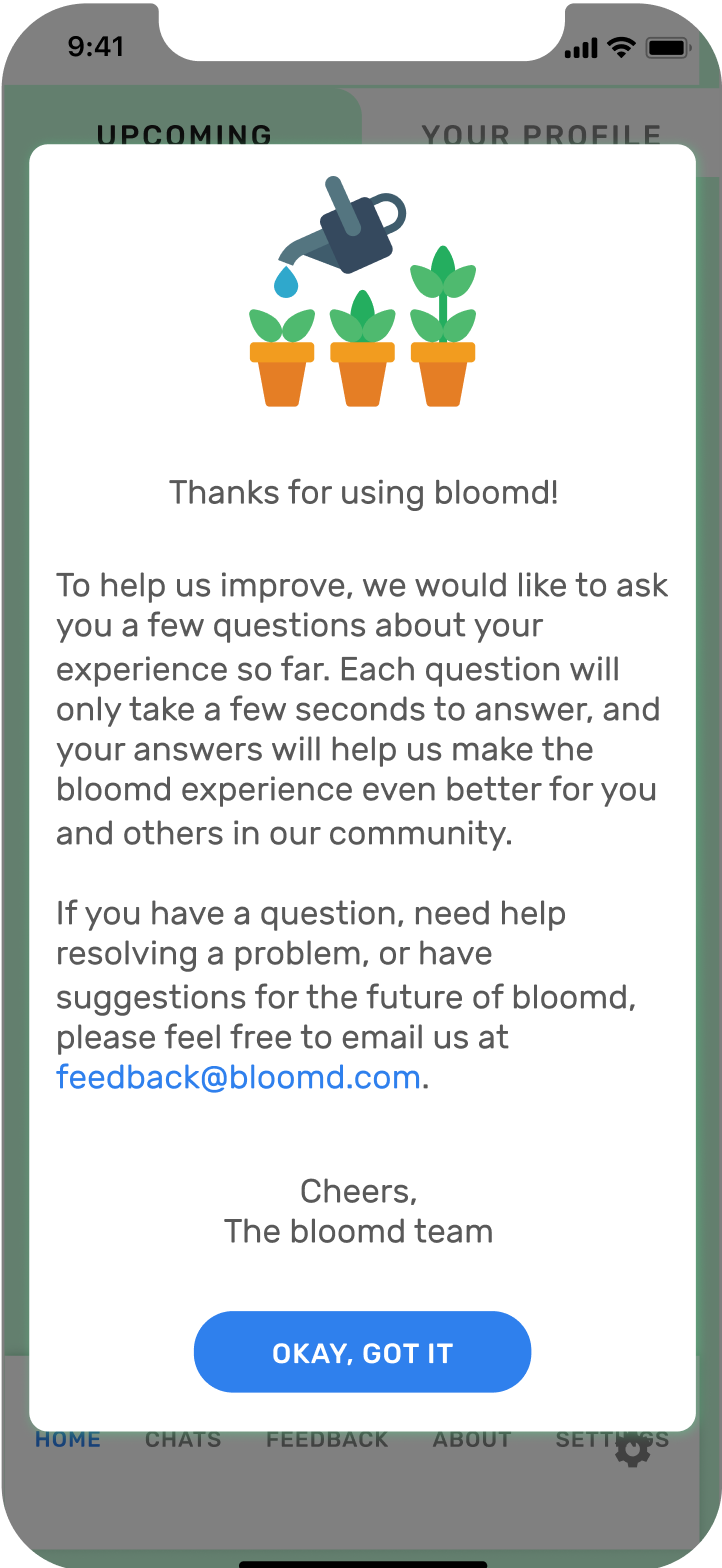 9:41
UPCOMING
YOUR PROFILE
Thanks for using bloomd!
To help us improve, we would like to ask
you a few questions about your
experience so far. Each question will
only take a few seconds to answer, and
your answers will help us make the
bloomd experience even better for you
and others in our community.
If you have a question, need help
resolving a problem, or have
suggestions for the future of bloomd,
please feel free to email us at
feedback@bloomd.com.
Cheers,
The bloomd team
OKAY, GOT IT
HOME CHATS FEEDBACK ABOUT SETTINGS